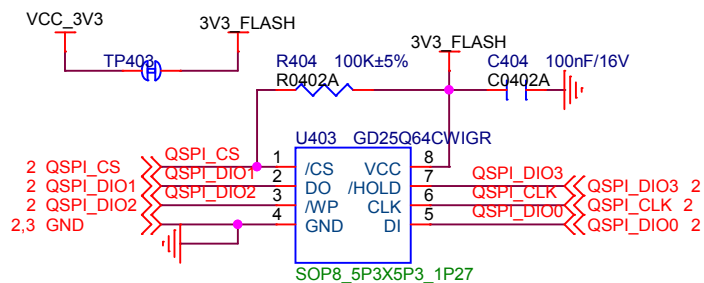 VCC_3V3
3V3_FLASH
TP403
3V3_FLASH
R404 100K±5%
R0402A
C404 100nF/16V
C0402A
U403 GD25Q64CWIGR
2 QSPI_CS QSPI_CS 1 /CS VCC 8
2 QSPI_DIO1 QSPI_DIO1 2 DO /HOLD 7 QSPI_DIO3 QSPI_DIO3 2
2 QSPI_DIO2 QSPI_DIO2 3 /WP CLK 6 QSPI_CLK QSPI_CLK 2
2,3 GND 4 GND DI 5 QSPI_DIO0 QSPI_DIO0 2
SOP8_5P3X5P3_1P27